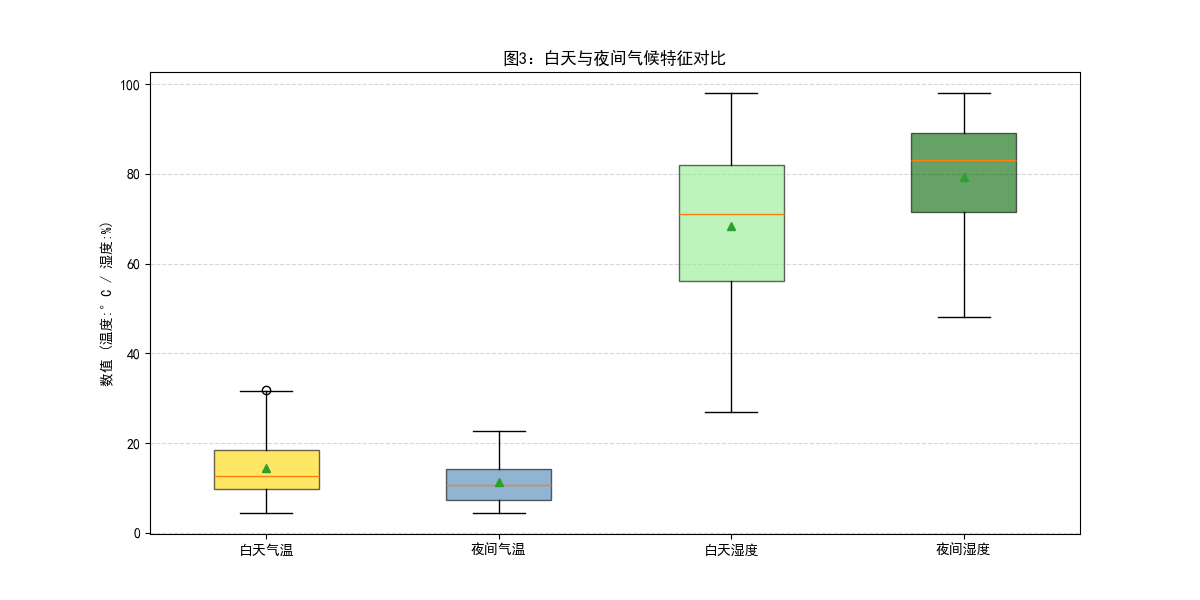 图3：白天与夜间气候特征对比
数值 (温度:°C / 湿度:%)
100
80
60
40
20
0
白天气温
夜间气温
白天湿度
夜间湿度